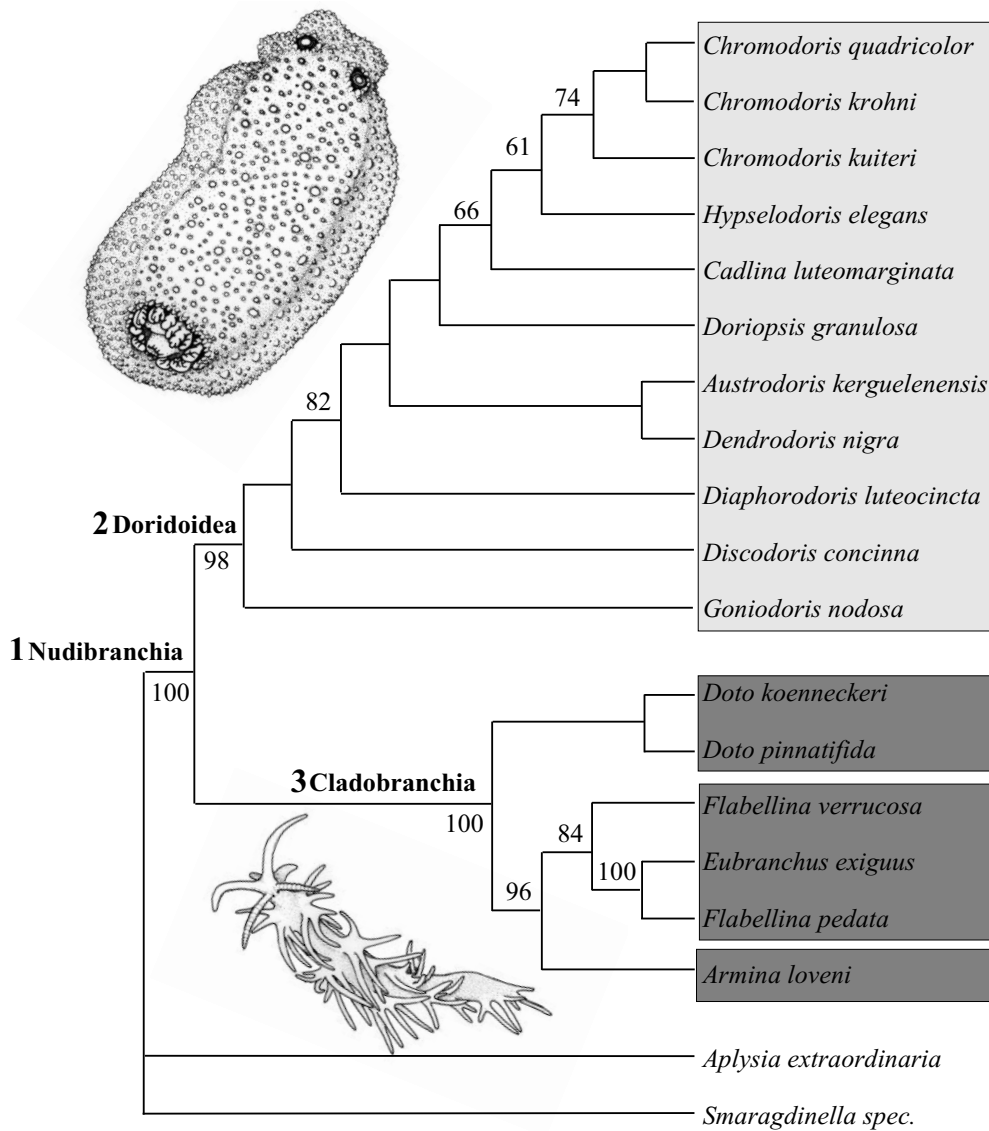 Chromodoris quadricolor
74
Chromodoris krohni
61
Chromodoris kuiteri
66
Hypselodoris elegans
Cadlina luteomarginata
Doriopsis granulosa
Austrodoris kerguelenensis
82
Dendrodoris nigra
Diaphorodoris luteocincta
2 Doridoidea
98
Discodoris concinna
Goniodoris nodosa
1 Nudibranchia
100
Doto koenneckeri
Doto pinnatifida
3 Cladobranchia
100
Flabellina verrucosa
84
Eubranchus exiguus
100
96
Flabellina pedata
Armina loveni
Aplysia extraordinaria
Smaragdinella spec.